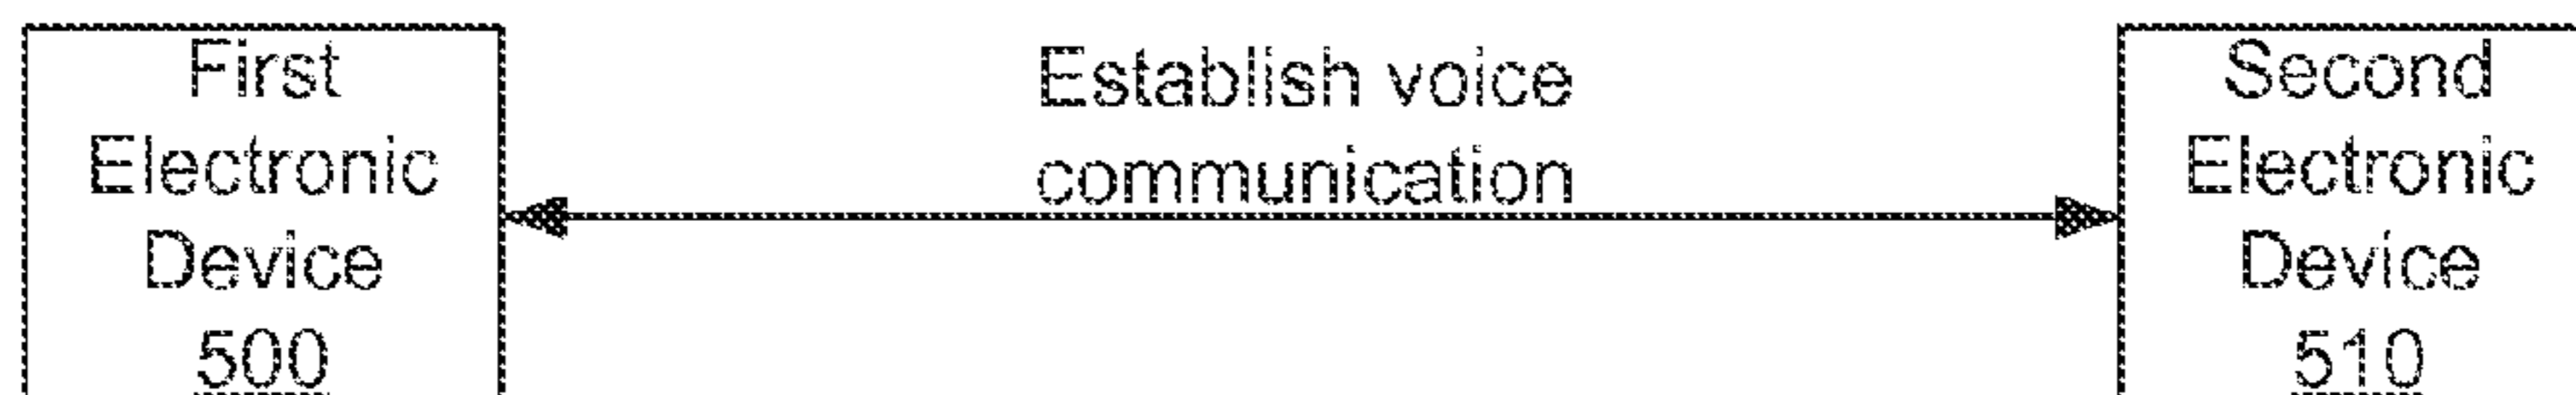 First
Electronic
Device
500
Establish voice
communication
Second
Electronic
Device
510